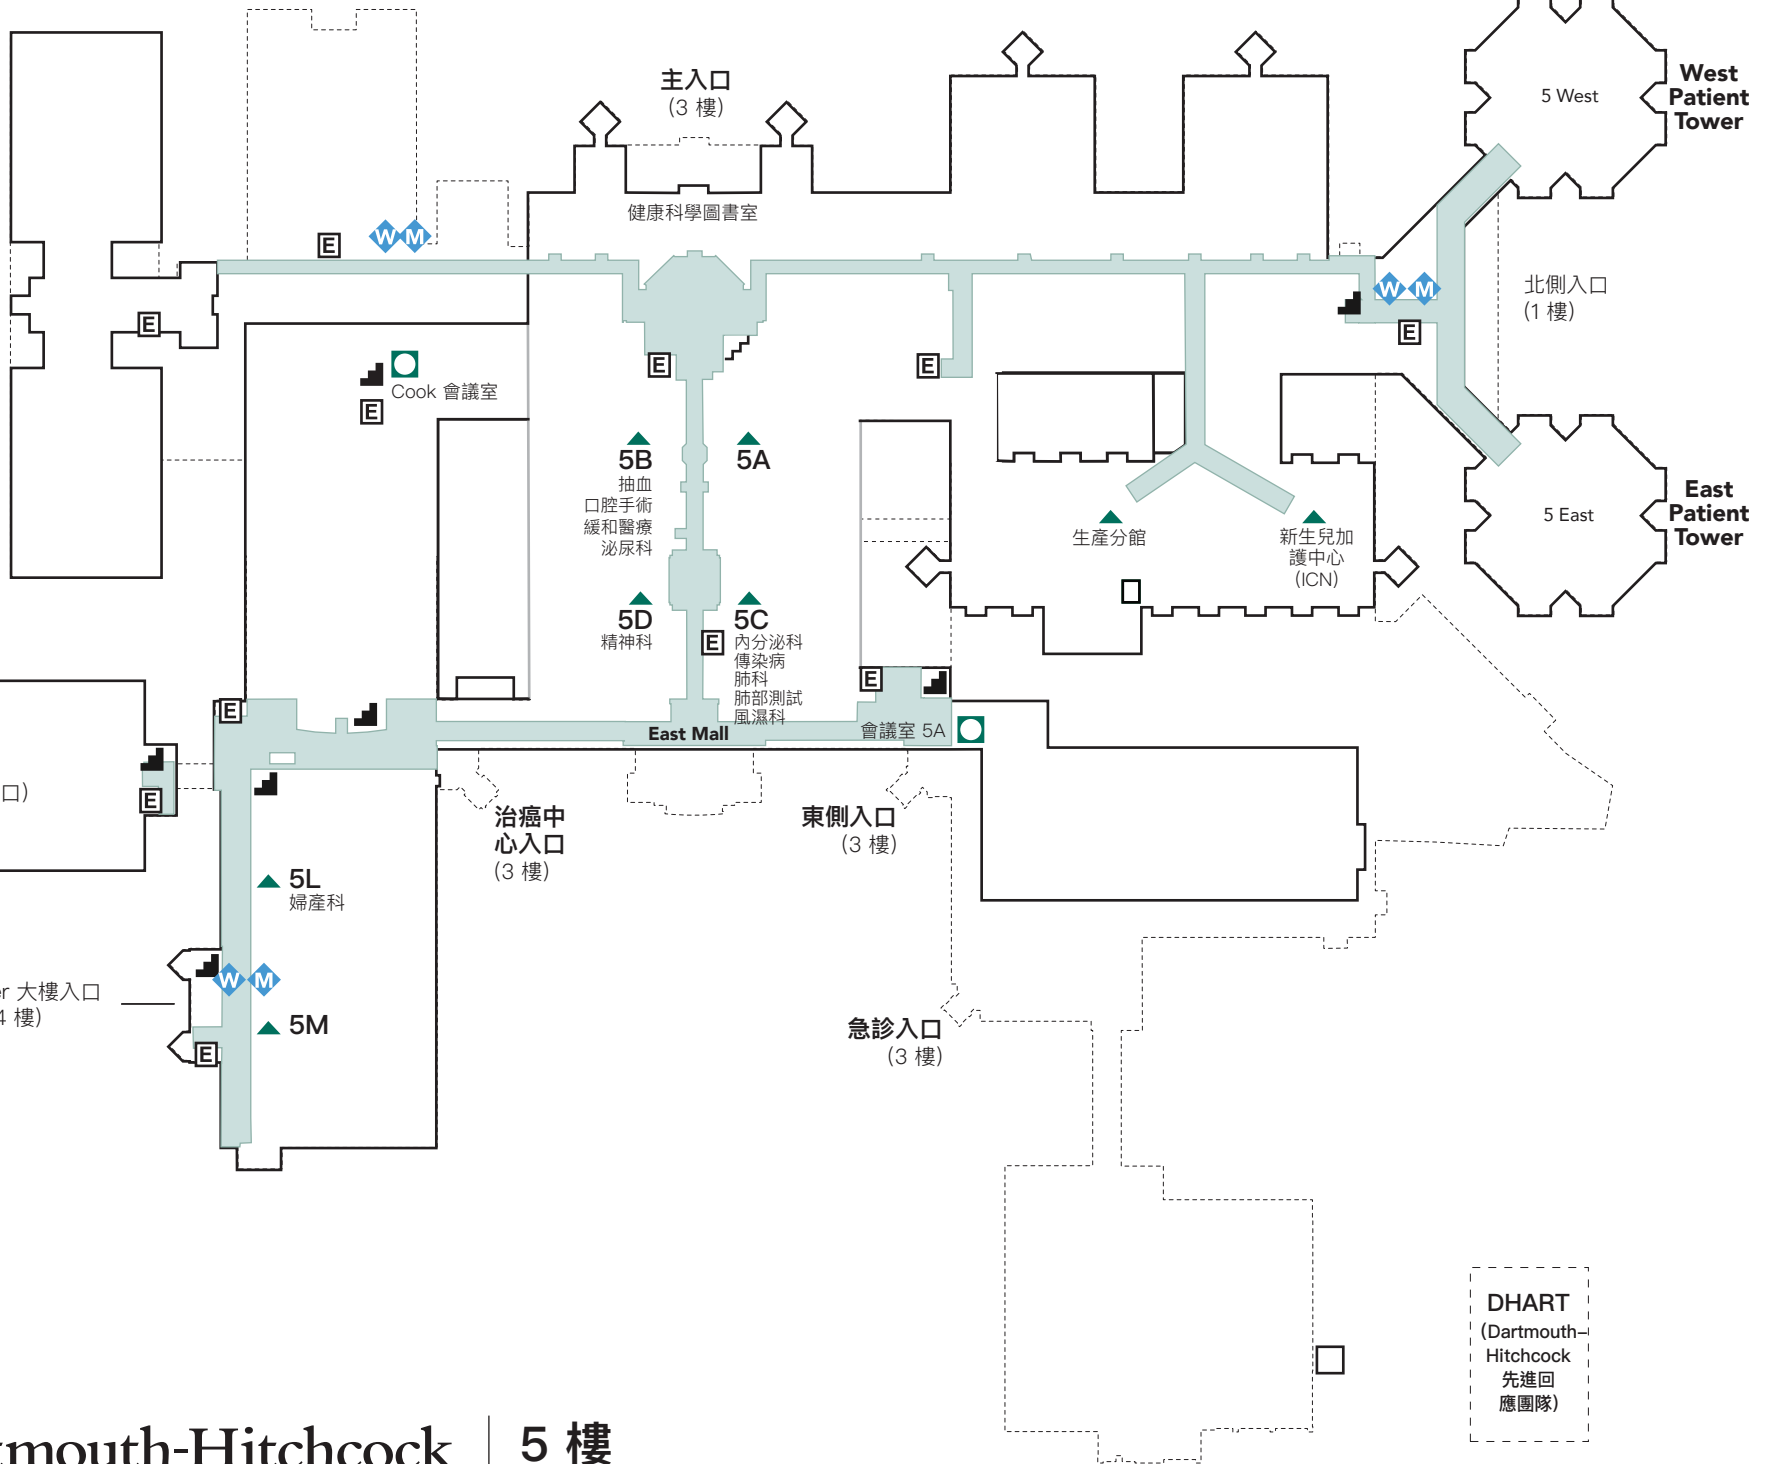 主入口
(3 樓)
West
Patient
Tower
5 West
健康科學圖書室
W M
E
W M
北側入口
(1 樓)
E
E
E
E
Cook 會議室
E
5B
抽血
口腔手術
緩和醫療
泌尿科
5A
East
Patient
Tower
5 East
生產分館
新生兒加
護中心
(ICN)
5D
精神科
E
5C
內分泌科
傳染病
肺科
肺部測試
風濕科
E
E
East Mall
會議室 5A
口)
E
治癌中
心入口
(3 樓)
東側入口
(3 樓)
5L
婦產科
W M
er 大樓入口
4 樓)
5M
E
急診入口
(3 樓)
DHART
(Dartmouth–
Hitchcock
先進回
應團隊)
tmouth-Hitchcock
5 樓